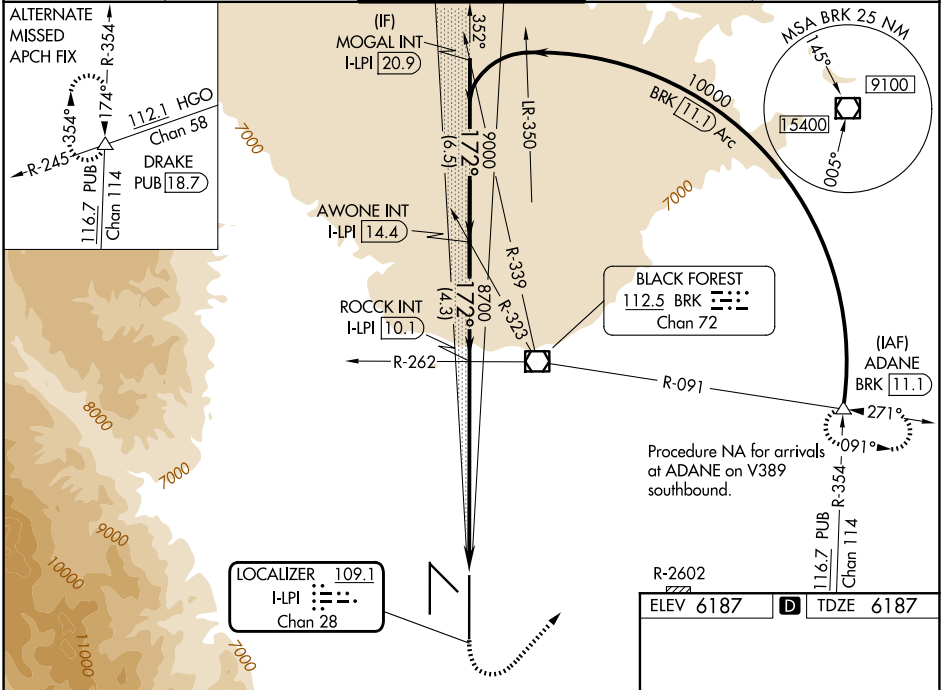 ALTERNATE
MISSED
APCH FIX
R-354
354°
174°
112.1 HGO
Chan 58
R-245
DRAKE
PUB 18.7
116.7 PUB
Chan 114
(IF)
MOGAL INT
I-LPI 20.9
352°
LR-350
10000
BRK 11.1 Arc
MSA BRK 25 NM
145°
9100
15400
005°
7000
7000
9000
172°
(6.5)
AWONE INT
I-LPI 14.4
R-339
R-323
8700
172°
(4.3)
ROCCK INT
I-LPI 10.1
BLACK FOREST
112.5 BRK
Chan 72
R-262
R-091
(IAF)
ADANE
BRK 11.1
271°
091°
Procedure NA for arrivals
at ADANE on V389
southbound.
R-354
116.7 PUB
Chan 114
8000
7000
9000
10000
11000
7000
LOCALIZER 109.1
I-LPI
Chan 28
R-2602
ELEV 6187 D TDZE 6187